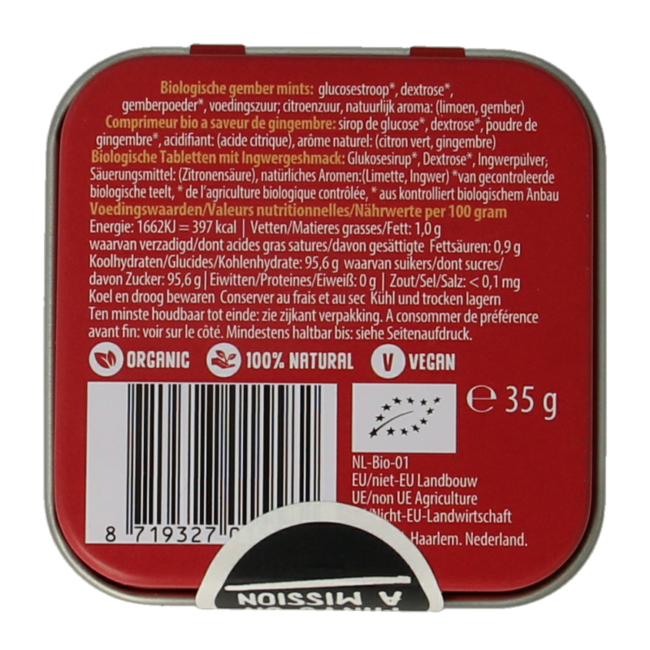 Biologische gember mints: glucosestroop*, dextrose*,
gemberpoeder*, voedingszuur; citroenzuur, natuurlijk aroma: (limoen, gember)
Comprimeur bio a saveur de gingembre: sirop de glucose*, dextrose*, poudre de
gingembre*, acidifiant: (acide citrique), arôme naturel: (citron vert, gingembre)
Biologische Tabletten mit Ingwergeschmack: Glukosesirup*, Dextrose*, Ingwerpulver;
Säuerungsmittel: (Zitronensäure), natürliches Aromen:(Limette, Ingwer) *van gecontroleerde
biologische teelt, * de l'agriculture biologique contrôlée, * aus kontrolliert biologischem Anbau
Voedingswaarden/Valeurs nutritionnelles/Nährwerte per 100 gram
Energie: 1662KJ = 397 kcal | Vetten/Matieres grasses/Fett: 1,0 g
waarvan verzadigd/dont acides gras satures/davon gesättigte Fettsäuren: 0,9 g
Koolhydraten/Glucides/Kohlenhydrate: 95,6 g waarvan suikers/dont sucres/
davon Zucker: 95,6 g | Eiwitten/Proteines/Eiweiß: 0 g | Zout/Sel/Salz: < 0,1 mg
Koel en droog bewaren Conserver au frais et au sec Kühl und trocken lagern
Ten minste houdbaar tot einde: zie zijkant verpakking. A consommer de préférence
avant fin: voir sur le côté. Mindestens haltbar bis: siehe Seitenaufdruck.
ORGANIC 100% NATURAL V VEGAN
e 35 g
NL-Bio-01
EU/niet-EU Landbouw
UE/non UE Agriculture
/Nicht-EU-Landwirtschaft
Haarlem. Nederland.
8 719327
A MISSION